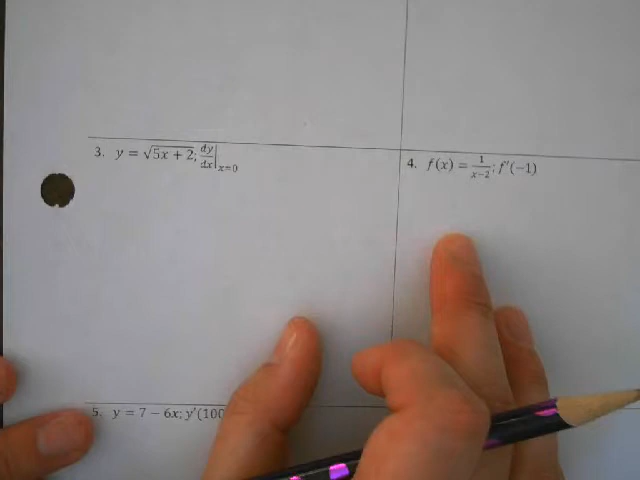 3. y = √5x + 2; dy/dx|x=0
4. f(x) = 1/x−2; f′(−1)
5. y = 7 − 6x; y′(100